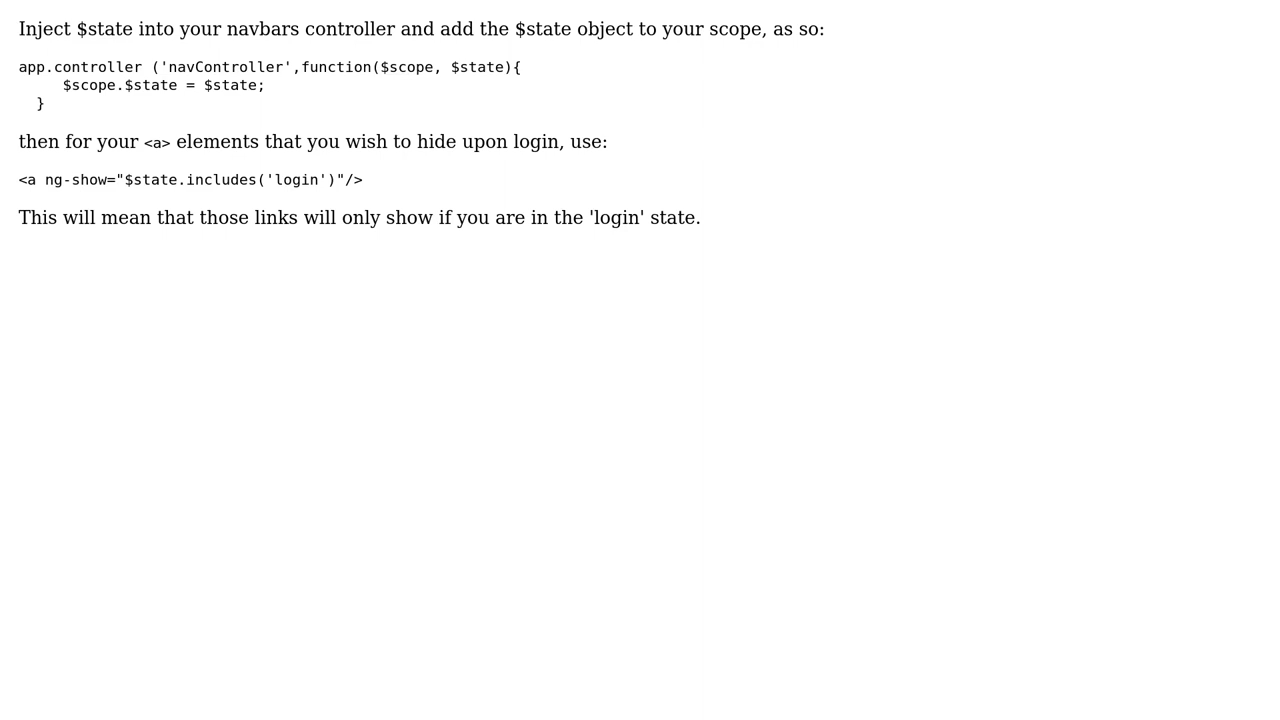 Inject $state into your navbars controller and add the $state object to your scope, as so:
app.controller ('navController',function($scope, $state){
     $scope.$state = $state;
  }
then for your <a> elements that you wish to hide upon login, use:
<a ng-show="$state.includes('login')"/>
This will mean that those links will only show if you are in the 'login' state.